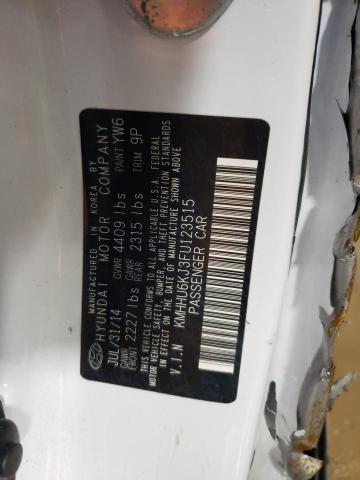 MANUFACTURED IN KOREA BY
HYUNDAI MOTOR COMPANY
JUL/31/14 GVWR 4409 lbs PAINT YW6
GAWR FRONT 2227 lbs GAWR REAR 2315 lbs TRIM 9P
THIS VEHICLE CONFORMS TO ALL APPLICABLE U.S.A. FEDERAL
MOTOR VEHICLE SAFETY, BUMPER, AND THEFT PREVENTION STANDARDS
IN EFFECT ON THE DATE OF MANUFACTURE SHOWN ABOVE.
V.I.N KMHHU6KJ3FU123515
PASSENGER CAR